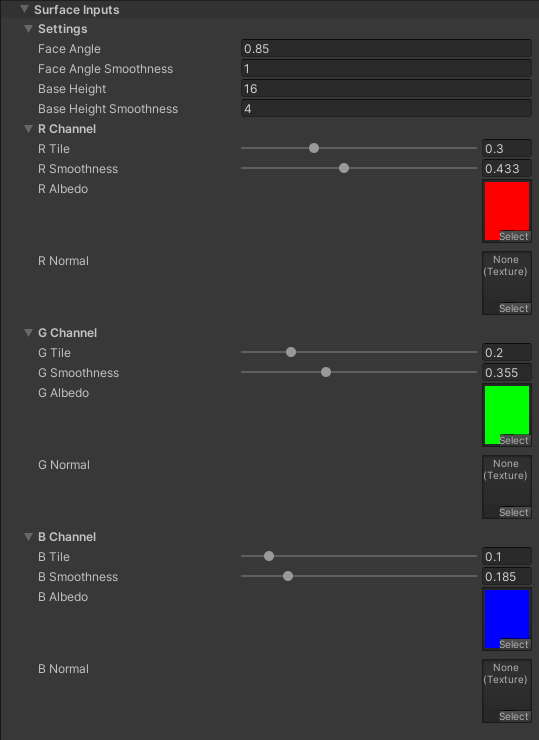 Surface Inputs
Settings
Face Angle 0.85
Face Angle Smoothness 1
Base Height 16
Base Height Smoothness 4
R Channel
R Tile 0.3
R Smoothness 0.433
R Albedo
Select
R Normal None
(Texture)
Select
G Channel
G Tile 0.2
G Smoothness 0.355
G Albedo
Select
G Normal None
(Texture)
Select
B Channel
B Tile 0.1
B Smoothness 0.185
B Albedo
Select
B Normal None
(Texture)
Select